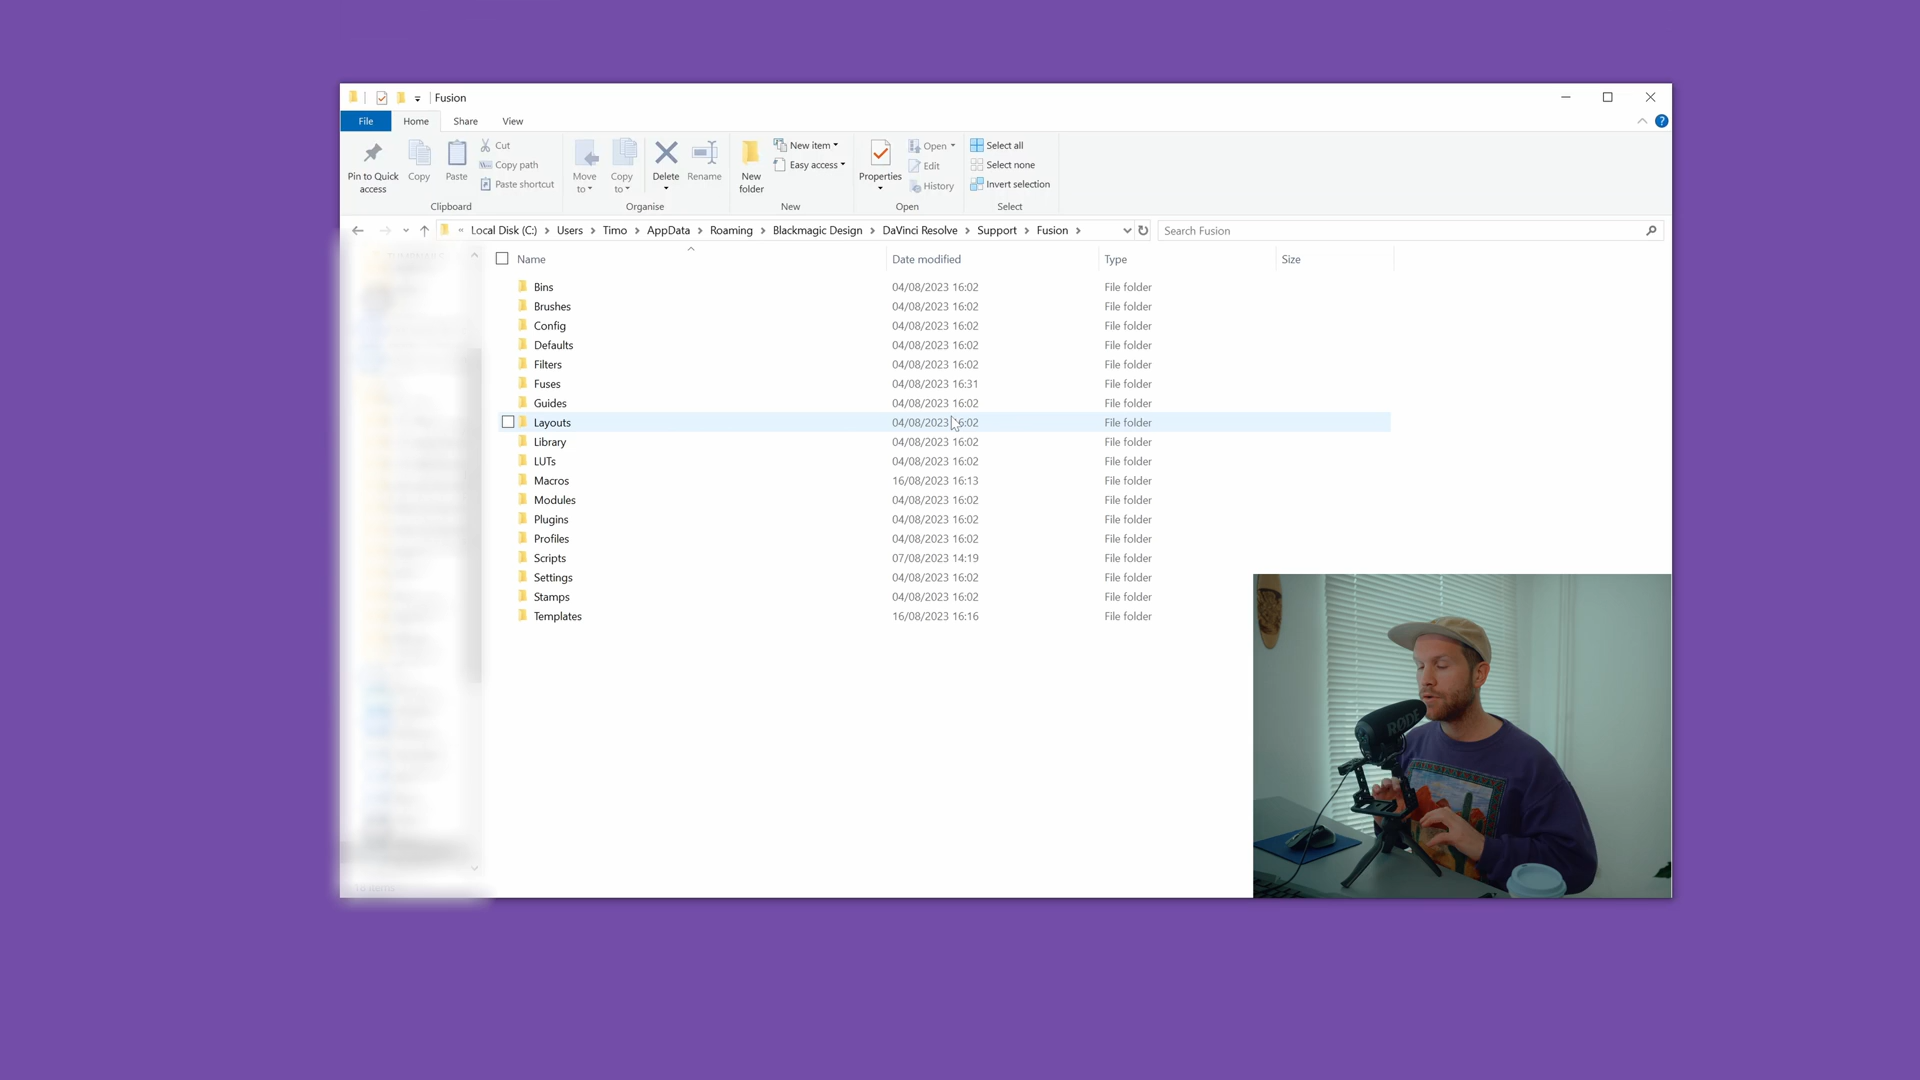 Fusion
File Home Share View
Pin to Quick access
Copy
Paste
Cut
Copy path
Paste shortcut
Clipboard
Move to
Copy to
Delete
Rename
Organise
New folder
New item
Easy access
New
Properties
Open
Edit
History
Open
Select all
Select none
Invert selection
Select
« Local Disk (C:) > Users > Timo > AppData > Roaming > Blackmagic Design > DaVinci Resolve > Support > Fusion >
Search Fusion
Name Date modified Type Size
Bins 04/08/2023 16:02 File folder
Brushes 04/08/2023 16:02 File folder
Config 04/08/2023 16:02 File folder
Defaults 04/08/2023 16:02 File folder
Filters 04/08/2023 16:02 File folder
Fuses 04/08/2023 16:31 File folder
Guides 04/08/2023 16:02 File folder
Layouts 04/08/2023 16:02 File folder
Library 04/08/2023 16:02 File folder
LUTs 04/08/2023 16:02 File folder
Macros 16/08/2023 16:13 File folder
Modules 04/08/2023 16:02 File folder
Plugins 04/08/2023 16:02 File folder
Profiles 04/08/2023 16:02 File folder
Scripts 07/08/2023 14:19 File folder
Settings 04/08/2023 16:02 File folder
Stamps 04/08/2023 16:02 File folder
Templates 16/08/2023 16:16 File folder
RODE